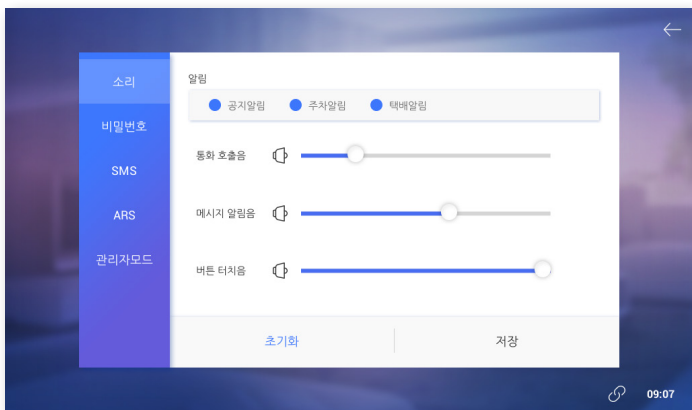 소리
비밀번호
SMS
ARS
관리자모드
알림
공지알림 주차알림 택배알림
통화 호출음
메시지 알림음
버튼 터치음
초기화 저장
09:07